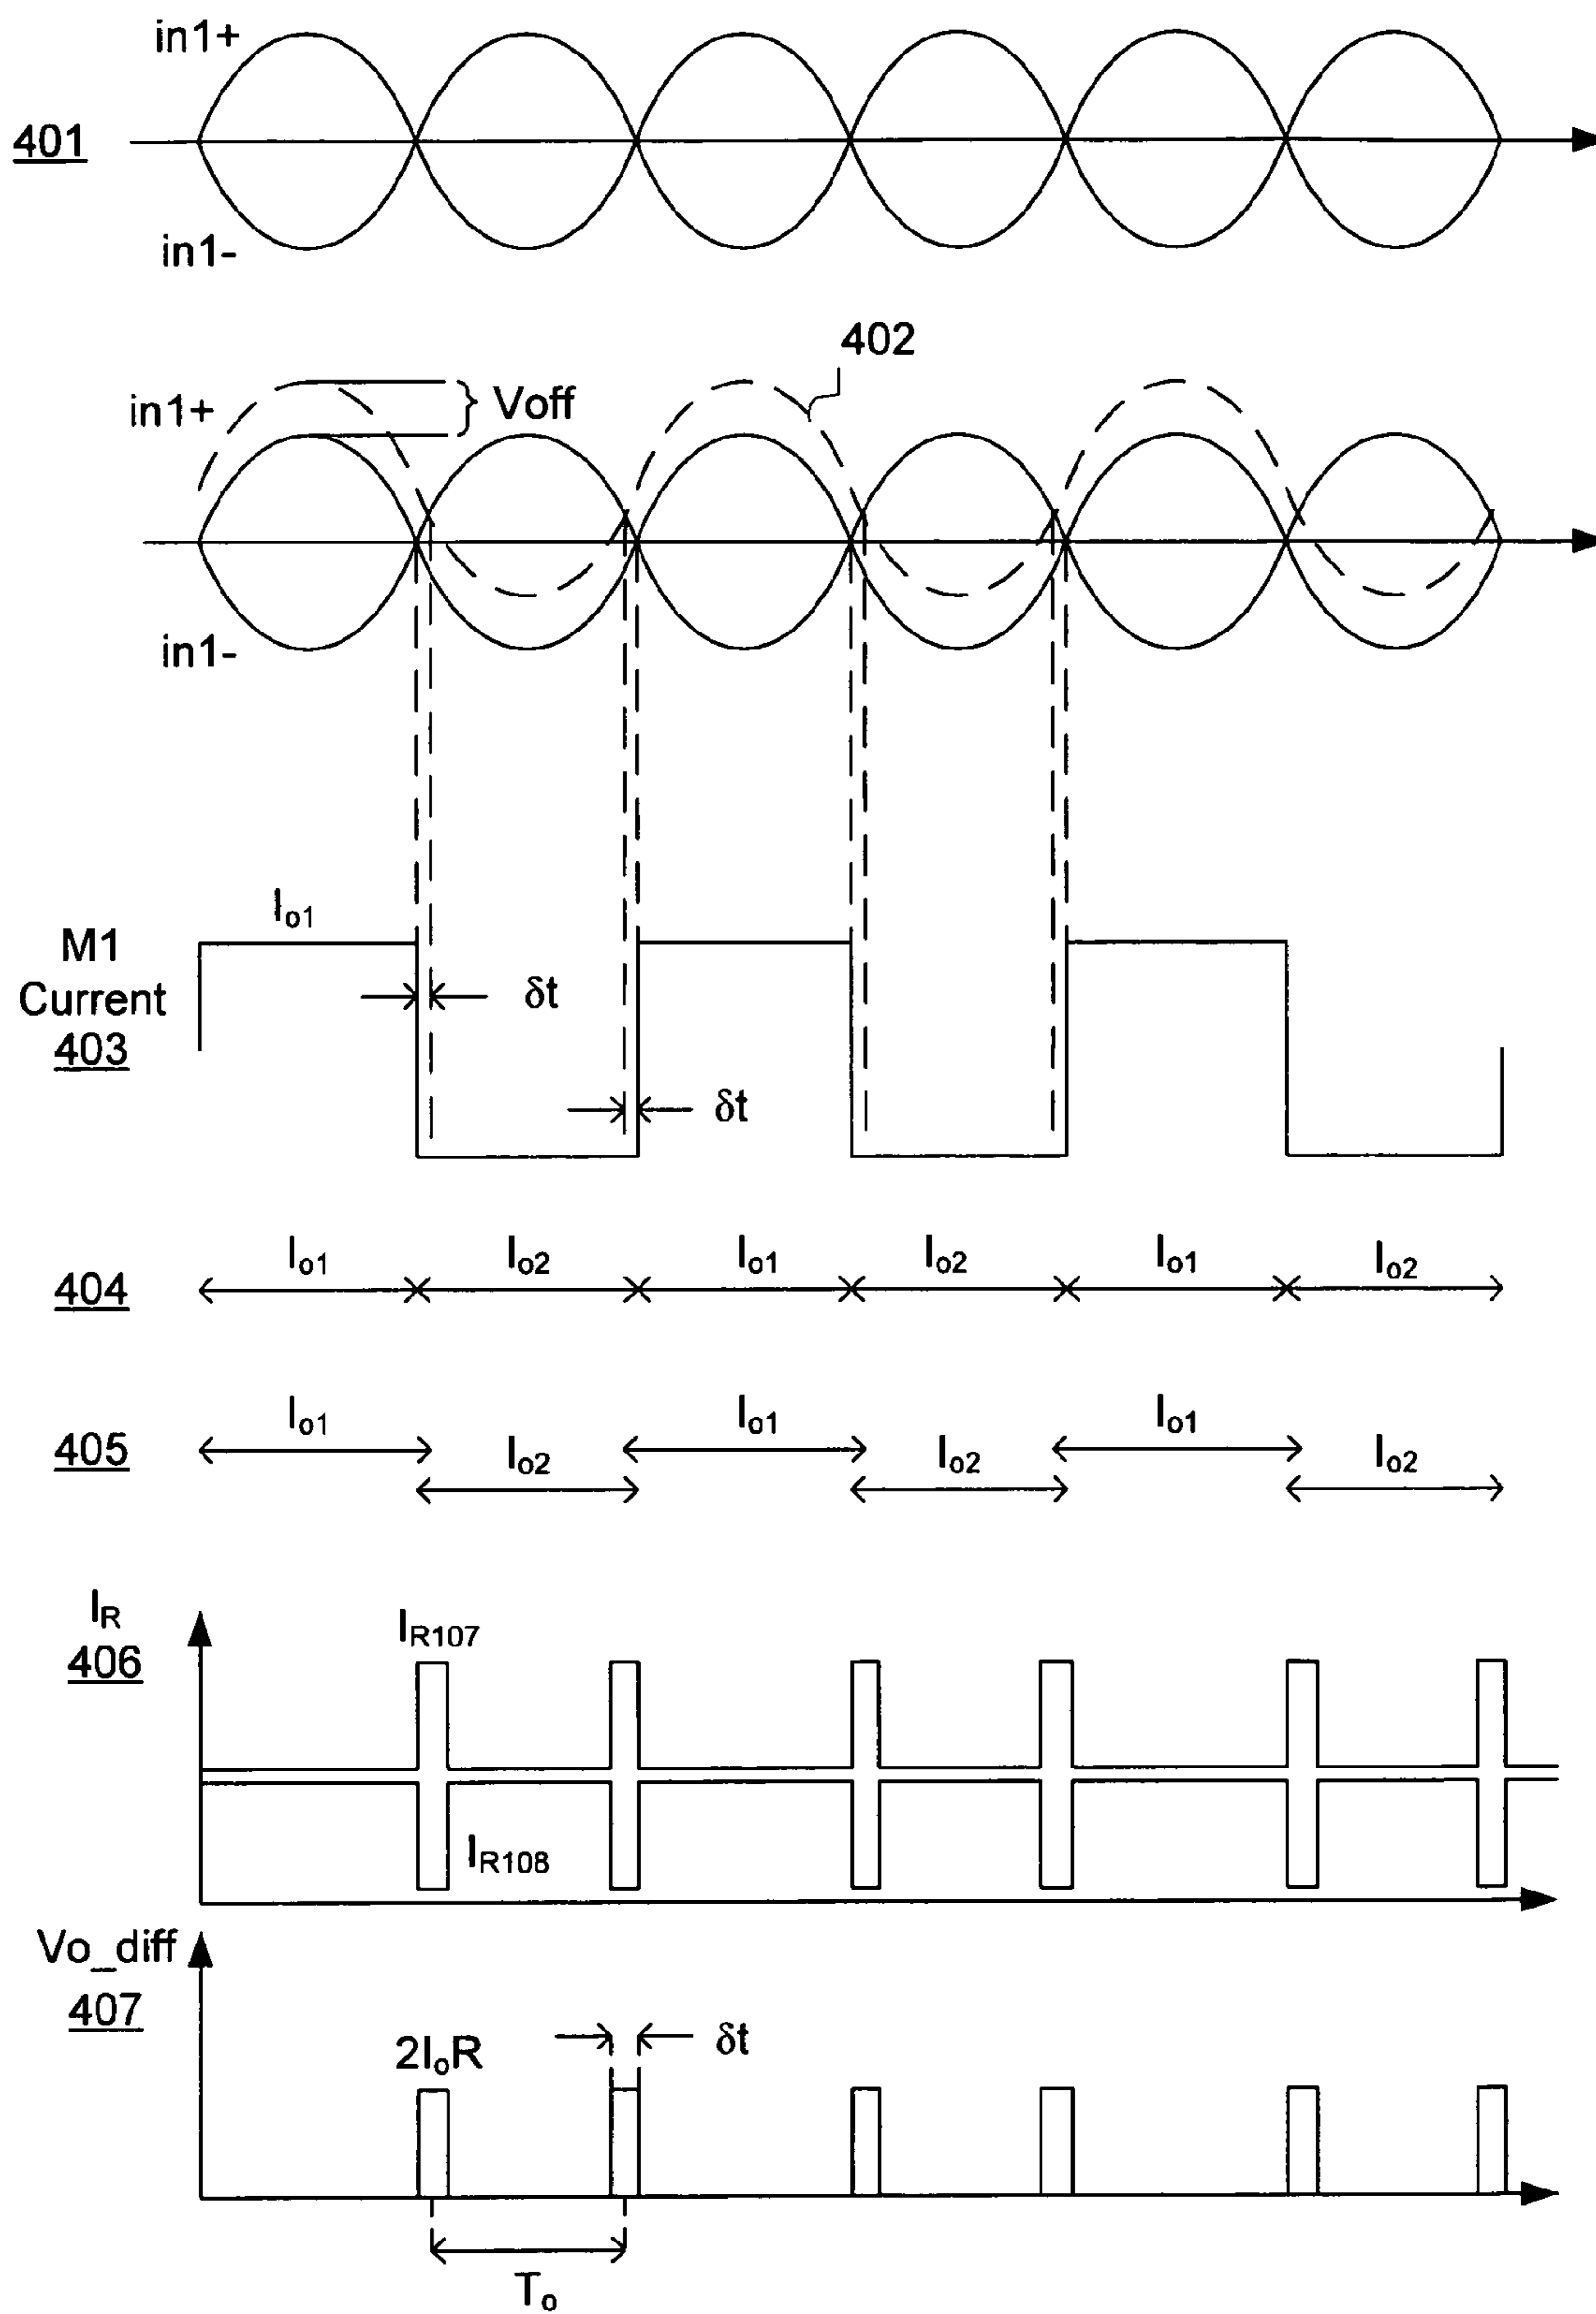 in1+
401
in1-
402
in1+
Voff
in1-
Io1
M1
Current
403
δt
δt
404
Io1
Io2
Io1
Io2
Io1
Io2
405
Io1
Io2
Io1
Io2
Io1
Io2
IR
406
IR107
IR108
Vo_diff
407
2IoR
δt
To